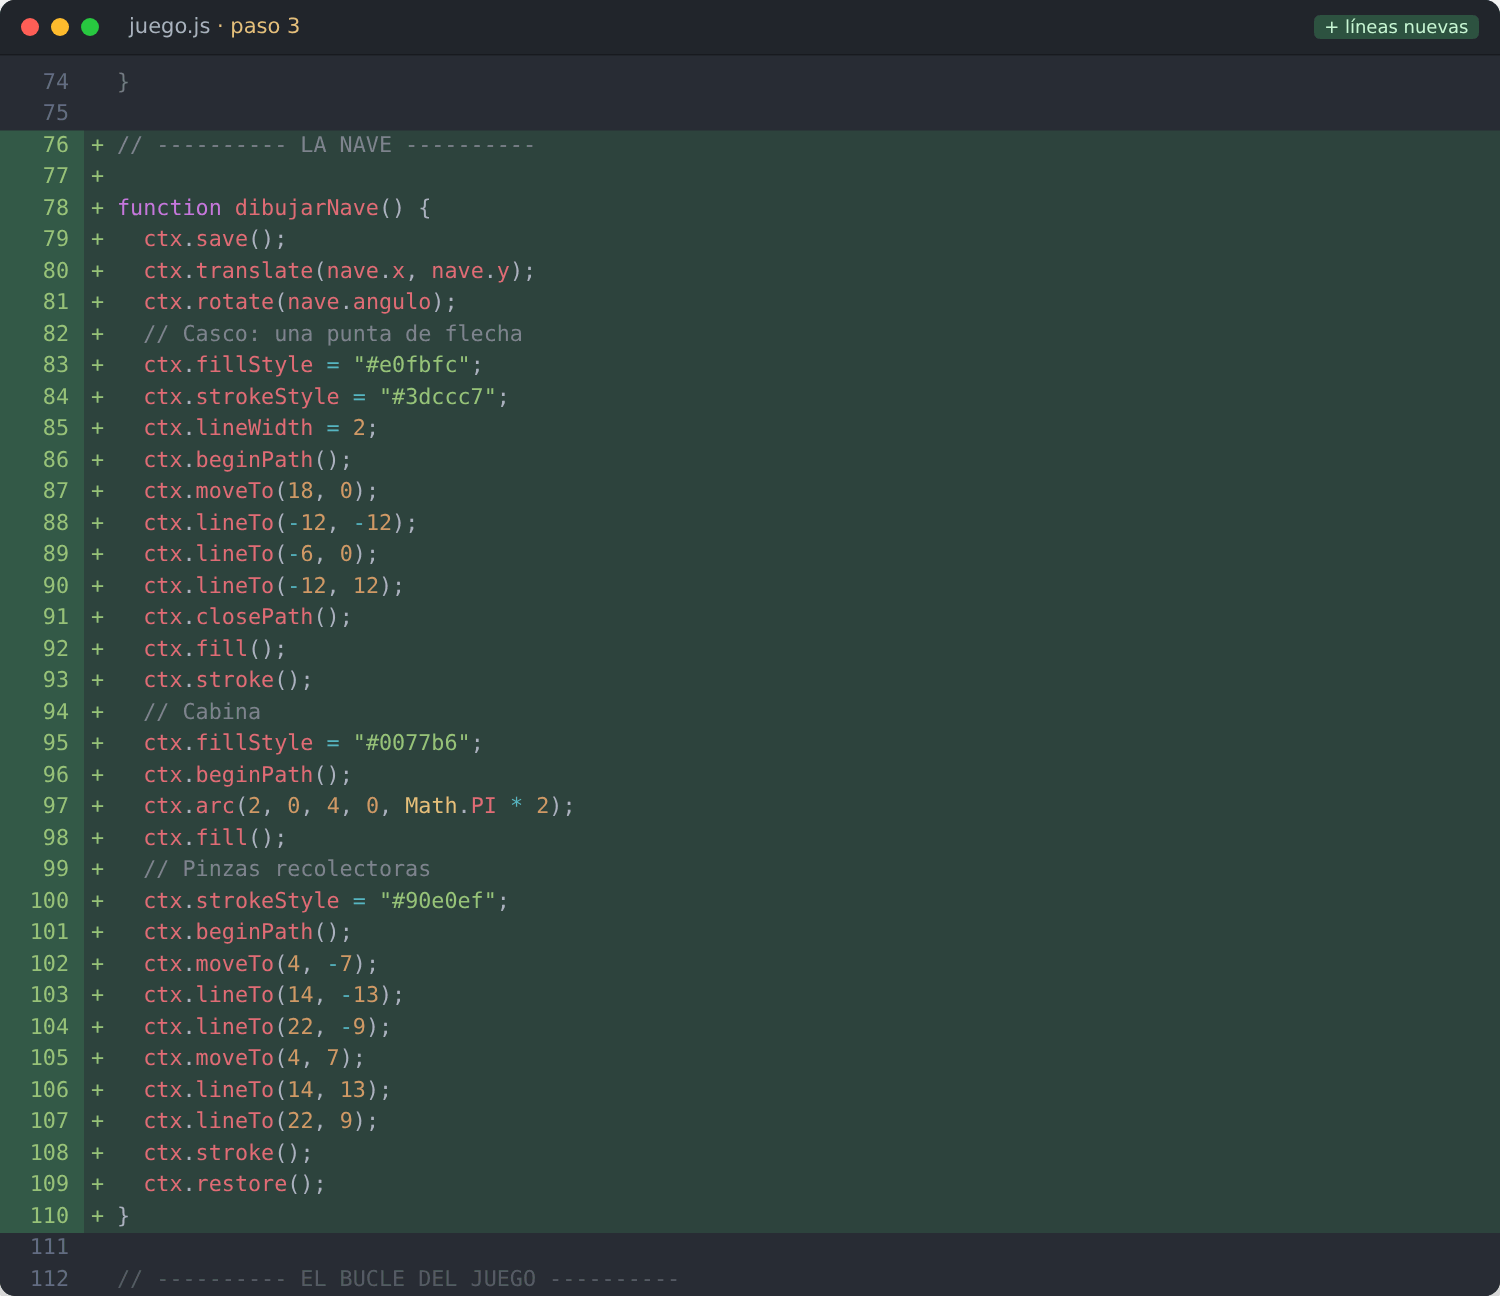 juego.js · paso 3
+ líneas nuevas
74 }
75
76 + // ---------- LA NAVE ----------
77 +
78 + function dibujarNave() {
79 +   ctx.save();
80 +   ctx.translate(nave.x, nave.y);
81 +   ctx.rotate(nave.angulo);
82 +   // Casco: una punta de flecha
83 +   ctx.fillStyle = "#e0fbfc";
84 +   ctx.strokeStyle = "#3dccc7";
85 +   ctx.lineWidth = 2;
86 +   ctx.beginPath();
87 +   ctx.moveTo(18, 0);
88 +   ctx.lineTo(-12, -12);
89 +   ctx.lineTo(-6, 0);
90 +   ctx.lineTo(-12, 12);
91 +   ctx.closePath();
92 +   ctx.fill();
93 +   ctx.stroke();
94 +   // Cabina
95 +   ctx.fillStyle = "#0077b6";
96 +   ctx.beginPath();
97 +   ctx.arc(2, 0, 4, 0, Math.PI * 2);
98 +   ctx.fill();
99 +   // Pinzas recolectoras
100 +   ctx.strokeStyle = "#90e0ef";
101 +   ctx.beginPath();
102 +   ctx.moveTo(4, -7);
103 +   ctx.lineTo(14, -13);
104 +   ctx.lineTo(22, -9);
105 +   ctx.moveTo(4, 7);
106 +   ctx.lineTo(14, 13);
107 +   ctx.lineTo(22, 9);
108 +   ctx.stroke();
109 +   ctx.restore();
110 + }
111
112 // ---------- EL BUCLE DEL JUEGO ----------